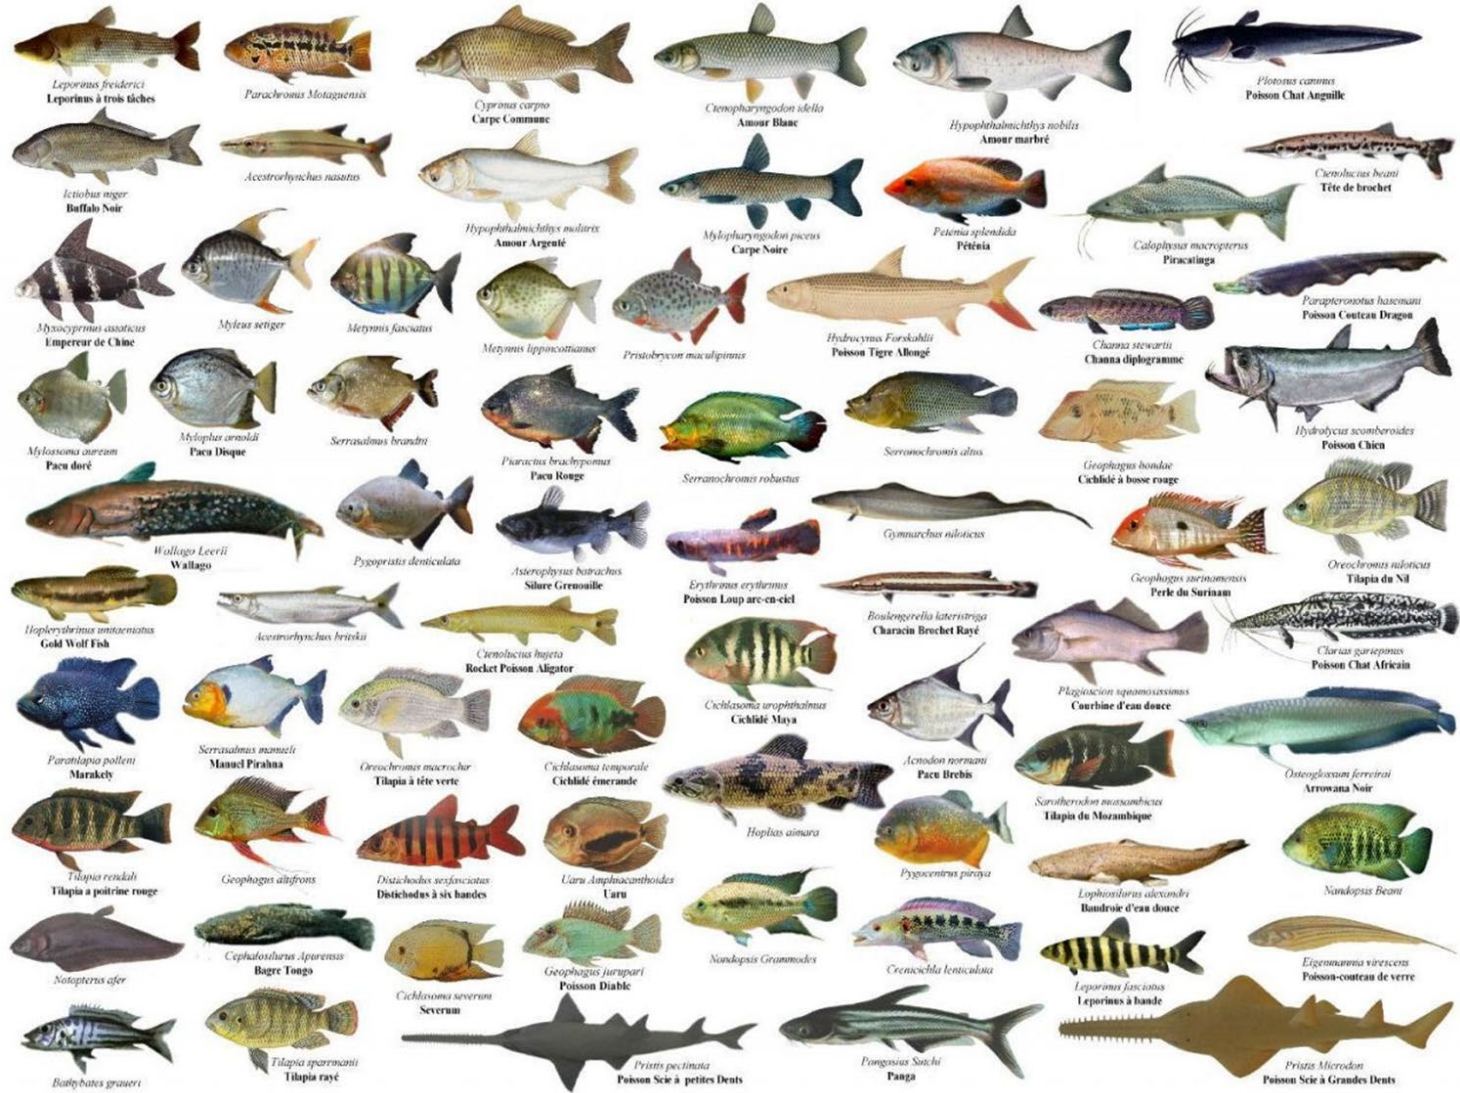 Leporinus freiderici
Leporinus à trois tâches
Parachromis Motaguensis
Cyprinus carpio
Carpe Commune
Ctenopharyngodon idella
Amour Blanc
Hypophthalmichthys nobilis
Amour marbré
Plotosus canius
Poisson Chat Anguille
Ictiobus niger
Buffalo Noir
Acestrorhynchus nasutus
Hypophthalmichthys molitrix
Amour Argenté
Mylopharyngodon piceus
Carpe Noire
Petenia splendida
Péténia
Calophysus macropterus
Piracatinga
Ctenolucius beani
Tête de brochet
Myxocyprinus asiaticus
Empereur de Chine
Myleus setiger
Metynnis fasciatus
Metynnis lippincottianus
Pristobrycon maculipinnis
Hydrocynus Forskahlii
Poisson Tigre Allongé
Channa stewartii
Channa diplogramme
Parapteronotus hasemani
Poisson Couteau Dragon
Mylossoma aureum
Pacu doré
Myloplus arnoldi
Pacu Disque
Serrasalmus brandtii
Piaractus brachypomus
Pacu Rouge
Serranochromis robustus
Serranochromis altus
Geophagus hondae
Cichlidé à bosse rouge
Hydrolycus scomberoides
Poisson Chien
Wallago Leerii
Wallago
Pygopristis denticulata
Asterophysus batrachus
Silure Grenouille
Erythrinus erythrinus
Poisson Loup arc-en-ciel
Gymnarchus niloticus
Geophagus surinamensis
Perle du Surinam
Oreochromis niloticus
Tilapia du Nil
Hoplerythrinus unitaeniatus
Gold Wolf Fish
Acestrorhynchus britskii
Ctenolucius hujeta
Rocket Poisson Aligator
Boulengerella lateristriga
Characin Brochet Rayé
Cichlasoma urophthalmus
Cichlidé Maya
Plagioscion squamosissimus
Courbine d'eau douce
Clarias gariepinus
Poisson Chat Africain
Paratilapia polleni
Marakely
Serrasalmus manueli
Manuel Pirahna
Oreochromis macrochir
Tilapia à tête verte
Cichlasoma temporale
Cichlidé émerande
Acnodon normani
Pacu Brebis
Sarotherodon mossambicus
Tilapia du Mozambique
Osteoglossum ferreirai
Arrowana Noir
Tilapia rendali
Tilapia a poitrine rouge
Geophagus altifrons
Distichodus sexfasciatus
Distichodus à six bandes
Uaru Amphiacanthoides
Uaru
Hoplias aimara
Pygocentrus piraya
Lophiosilurus alexandri
Baudroie d'eau douce
Nandopsis Beani
Notopterus afer
Cephalosilurus Apurensis
Bagre Tongo
Cichlasoma severum
Severum
Geophagus jurupari
Poisson Diable
Nandopsis Grammodes
Crenicichla lenticulata
Leporinus fasciatus
Leporinus à bande
Eigenmannia virescens
Poisson-couteau de verre
Bathybates graueri
Tilapia sparrmanii
Tilapia rayé
Pristis pectinata
Poisson Scie à petites Dents
Pangasius Sutchi
Panga
Pristis Microdon
Poisson Scie à Grandes Dents